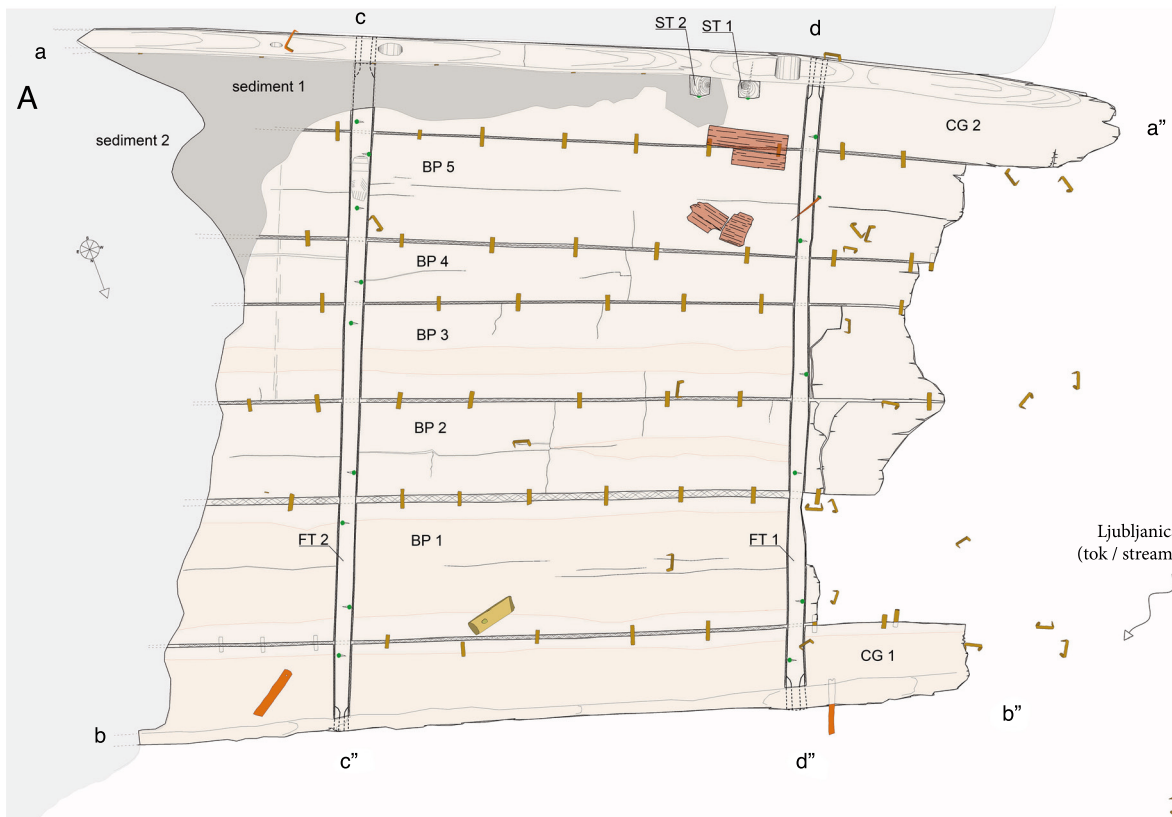 c
ST 2
ST 1
d
a
A
sediment 1
sediment 2
CG 2
a"
BP 5
BP 4
BP 3
BP 2
Ljubljanic
(tok / stream
FT 2
BP 1
FT 1
CG 1
b
b"
c"
d"